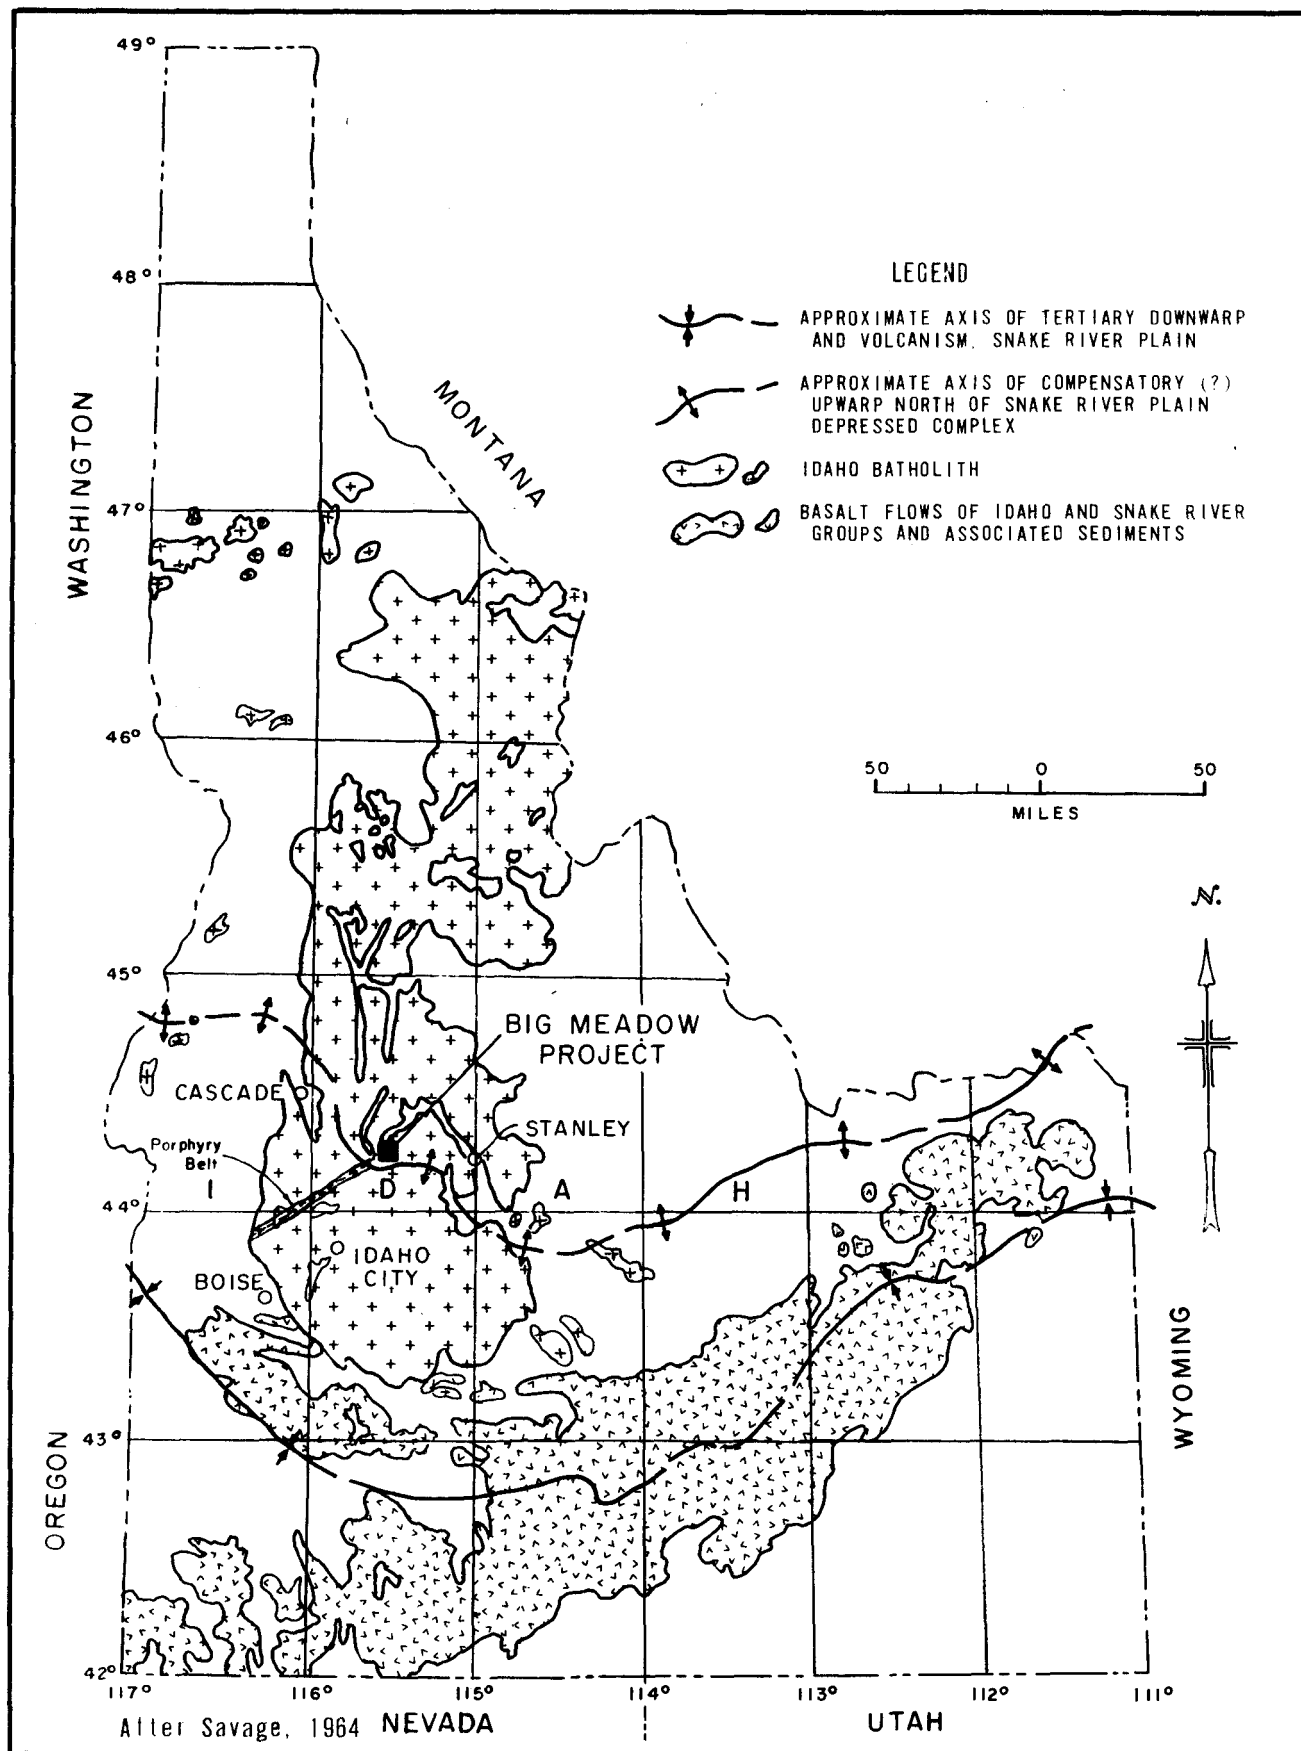 49°
48°
LEGEND
APPROXIMATE AXIS OF TERTIARY DOWNWARP
AND VOLCANISM, SNAKE RIVER PLAIN
APPROXIMATE AXIS OF COMPENSATORY (?)
UPWARP NORTH OF SNAKE RIVER PLAIN
DEPRESSED COMPLEX
IDAHO BATHOLITH
BASALT FLOWS OF IDAHO AND SNAKE RIVER
GROUPS AND ASSOCIATED SEDIMENTS
MONTANA
WASHINGTON
47°
46°
50 0 50
MILES
N.
45°
BIG MEADOW
PROJECT
CASCADE
STANLEY
Porphyry
Belt
I D A H O
44°
IDAHO
CITY
BOISE
WYOMING
43°
OREGON
42°
117° 116° 115° 114° 113° 112° 111°
After Savage, 1964
NEVADA
UTAH